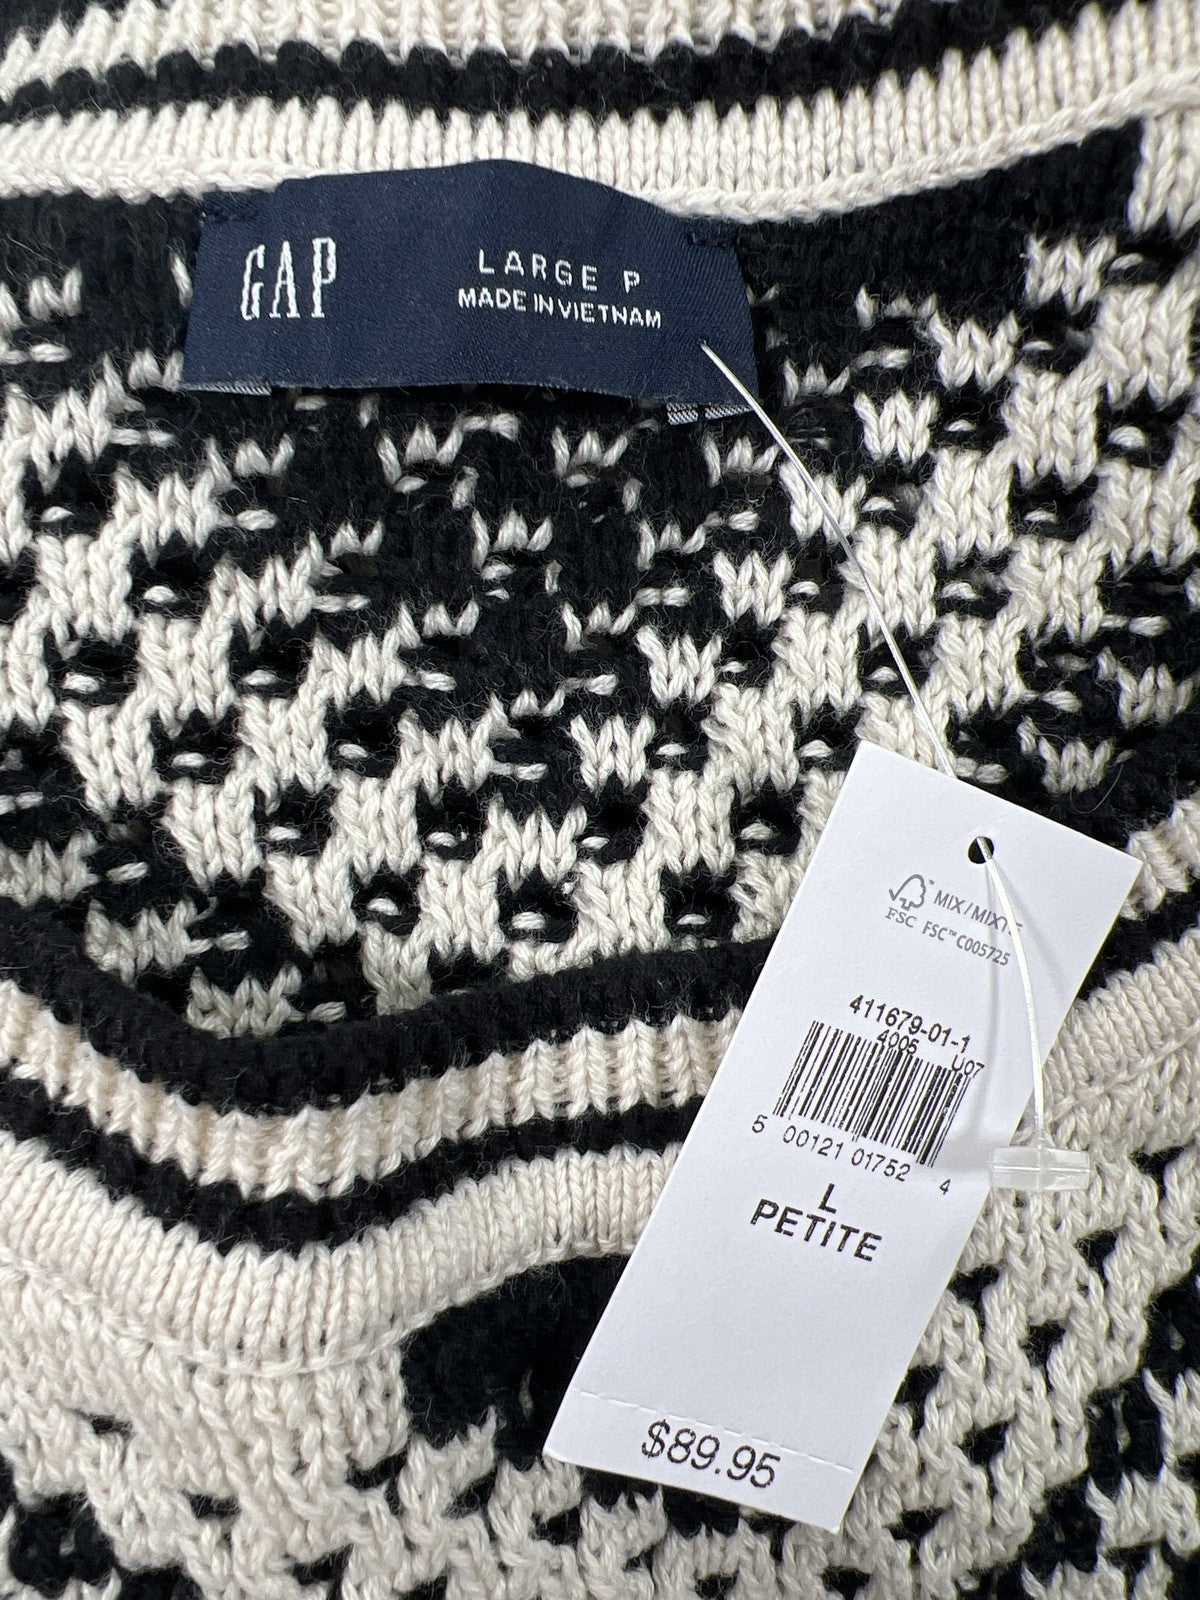 GAP
LARGE P
MADE IN VIETNAM
MIX/MIXTE
FSC FSC™ C005725
411679-01-1
4005 U07
5 00121 01752 4
L
PETITE
$89.95